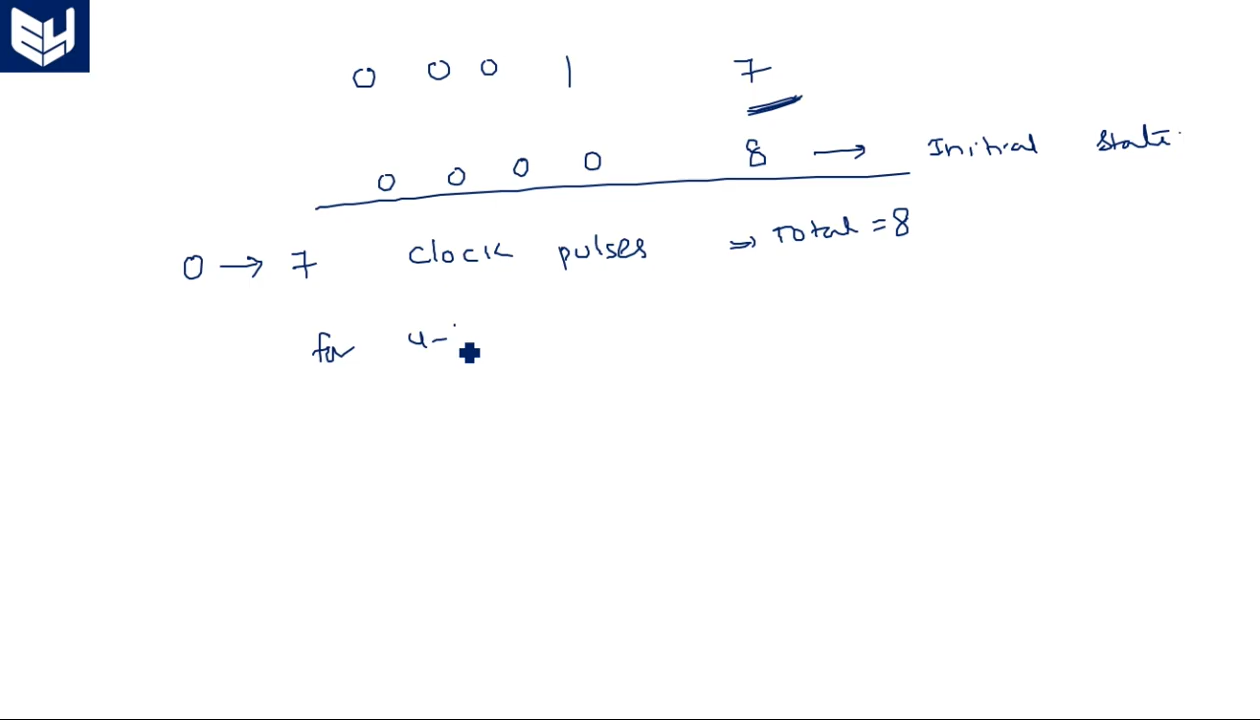 0 0 0 1 7
0 0 0 0 8 → Initial state.
0 → 7 clock pulses ⇒ Total = 8
for 4-